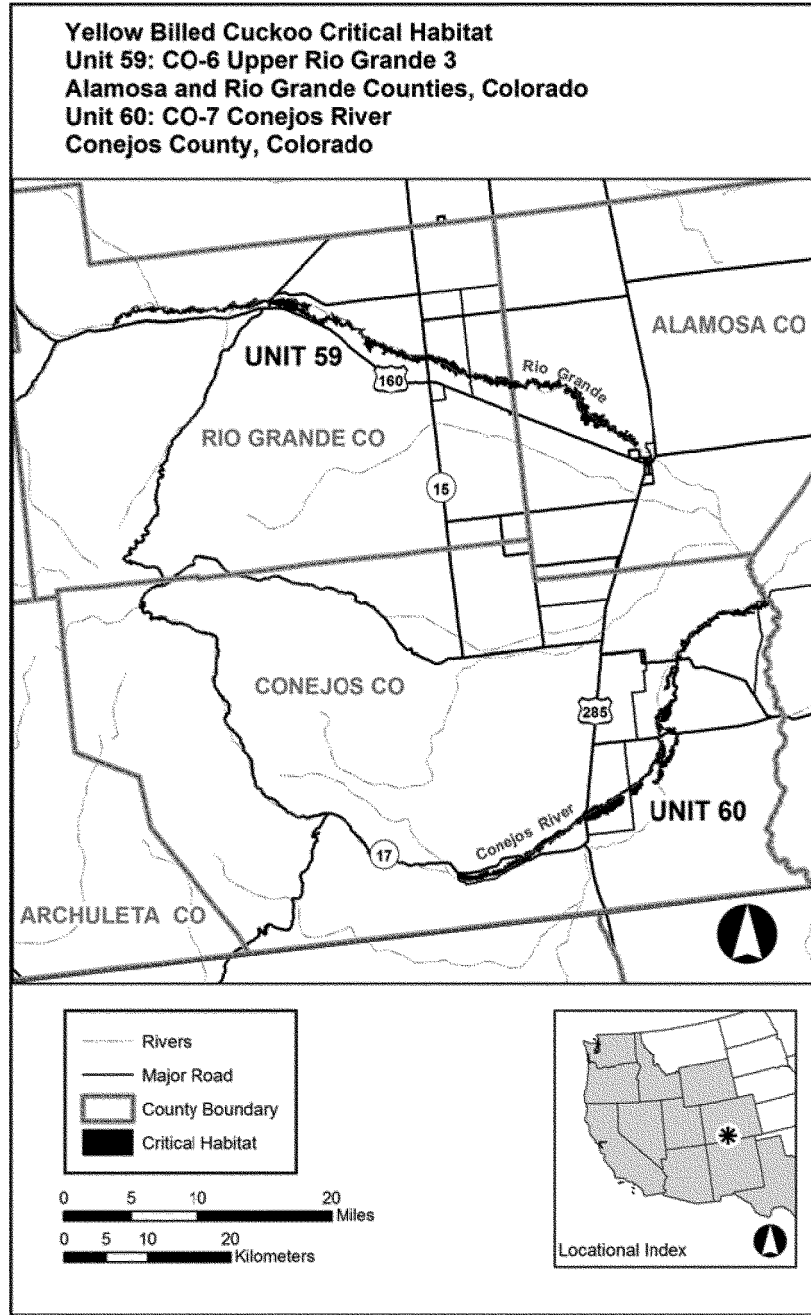 Yellow Billed Cuckoo Critical Habitat
Unit 59: CO-6 Upper Rio Grande 3
Alamosa and Rio Grande Counties, Colorado
Unit 60: CO-7 Conejos River
Conejos County, Colorado
ALAMOSA CO
UNIT 59
Rio Grande
160
RIO GRANDE CO
15
CONEJOS CO
285
UNIT 60
Conejos River
17
ARCHULETA CO
Rivers
Major Road
County Boundary
Critical Habitat
0 5 10 20
Miles
0 5 10 20
Kilometers
Locational Index